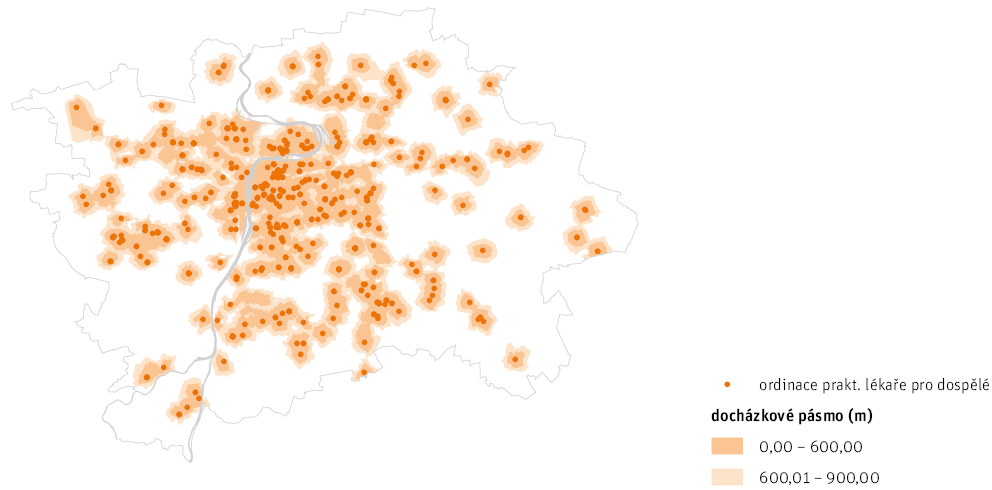 ordinace prakt. lékaře pro dospělé
docházkové pásmo (m)
0,00 – 600,00
600,01 – 900,00